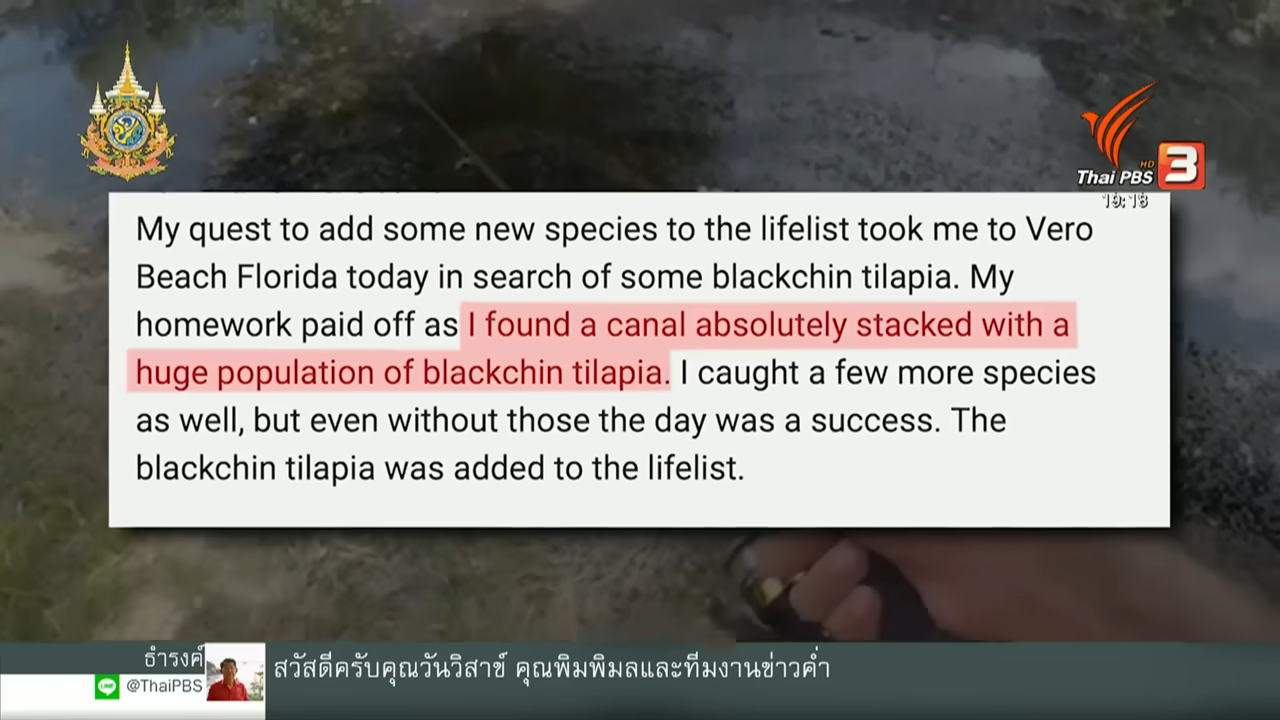 HD
Thai PBS 3
19:18
My quest to add some new species to the lifelist took me to Vero
Beach Florida today in search of some blackchin tilapia. My
homework paid off as I found a canal absolutely stacked with a
huge population of blackchin tilapia. I caught a few more species
as well, but even without those the day was a success. The
blackchin tilapia was added to the lifelist.
ธำรงค์
LINE @ThaiPBS
สวัสดีครับคุณวันวิสาข์ คุณพิมพิมลและทีมงานข่าวค่ำ